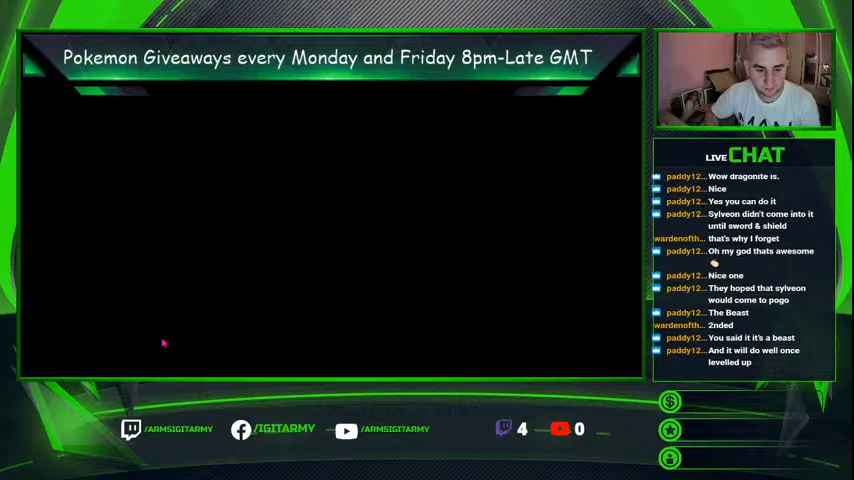 Pokemon Giveaways every Monday and Friday 8pm-Late GMT
LIVE CHAT
paddy12... Wow dragonite is.
paddy12... Nice
paddy12... Yes you can do it
paddy12... Sylveon didn't come into it
until sword & shield
wardenofth... that's why I forget
paddy12... Oh my god thats awesome
paddy12... Nice one
paddy12... They hoped that sylveon
would come to pogo
paddy12... The Beast
wardenofth... 2nded
paddy12... You said it it's a beast
paddy12... And it will do well once
levelled up
/ARMSIGITARMY
/IGITARMY
/ARMSIGITARMY
4
0